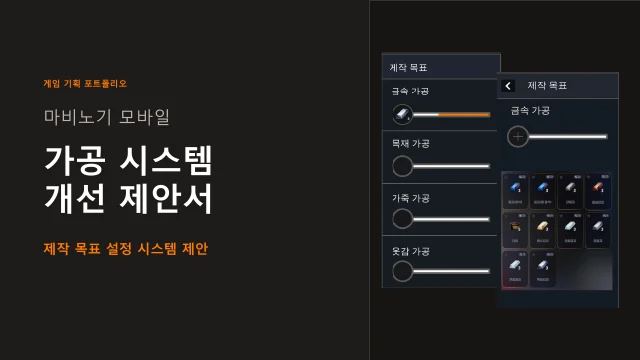 게임 기획 포트폴리오
마비노기 모바일
가공 시스템
개선 제안서
제작 목표 설정 시스템 제안
제작 목표
금속 가공
목재 가공
가죽 가공
옷감 가공
제작 목표
금속 가공